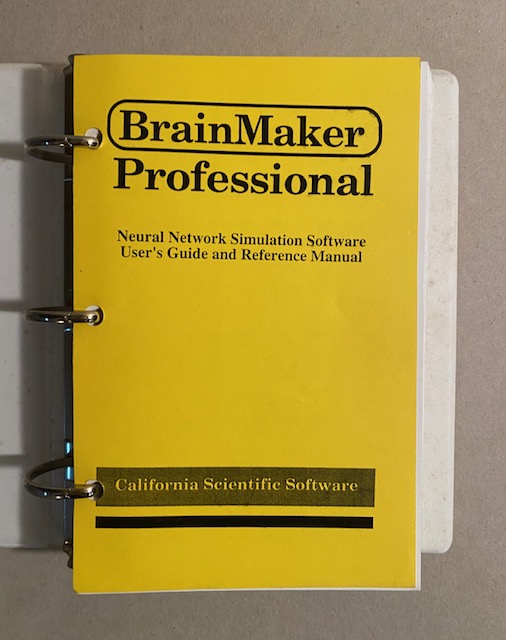 BrainMaker
Professional
Neural Network Simulation Software
User's Guide and Reference Manual
California Scientific Software